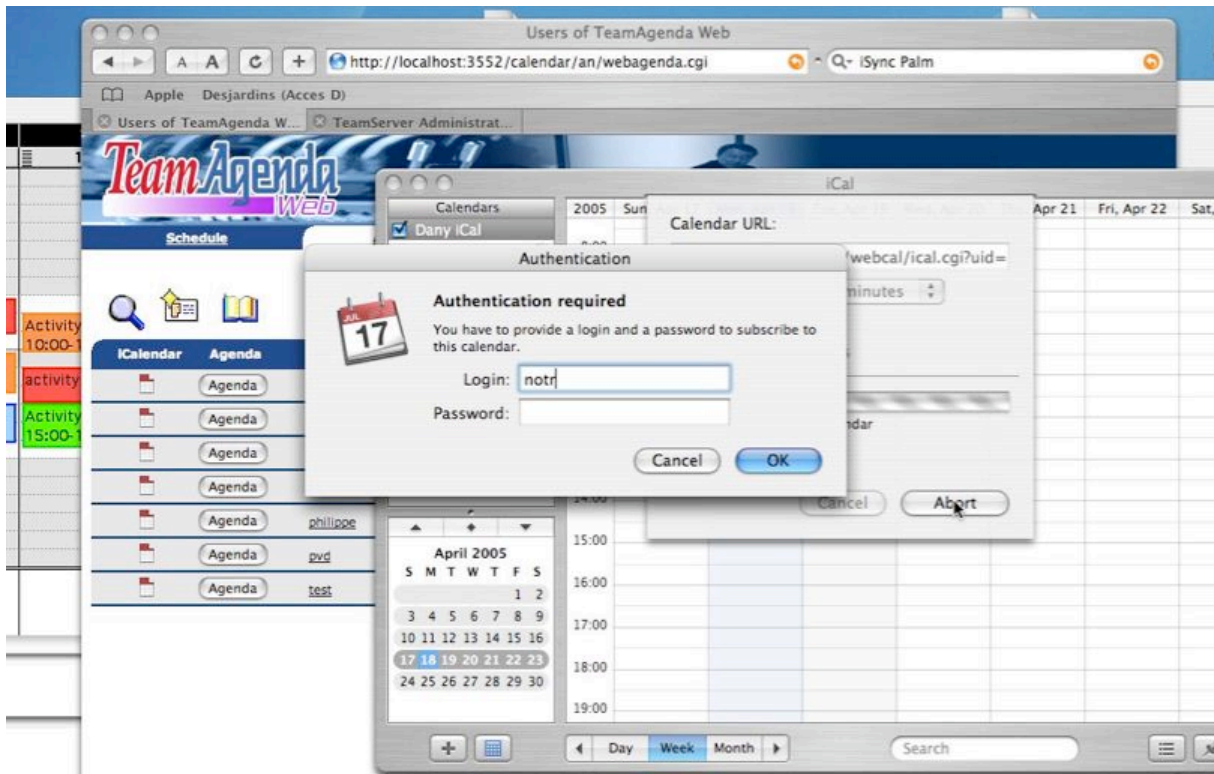 Users of TeamAgenda Web
A A C + http://localhost:3552/calendar/an/webagenda.cgi Q- iSync Palm
Apple Desjardins (Acces D)
Users of TeamAgenda W... TeamServer Administrat...
Team Agenda
Web
Schedule
ICalendar Agenda
Agenda
Agenda
Agenda
Agenda
Agenda philippe
Agenda pvd
Agenda test
Activity
10:00-1
activity
Activity
15:00-1
iCal
Calendars
Dany iCal
2005 Sun Apr 21 Fri, Apr 22 Sat,
Calendar URL:
/webcal/ical.cgi?uid=
minutes
Cancel Abort
Authentication
JUL
17
Authentication required
You have to provide a login and a password to subscribe to
this calendar.
Login: notr
Password:
Cancel OK
14:00
15:00
16:00
17:00
18:00
19:00
April 2005
S M T W T F S
1 2
3 4 5 6 7 8 9
10 11 12 13 14 15 16
17 18 19 20 21 22 23
24 25 26 27 28 29 30
+ Day Week Month Search